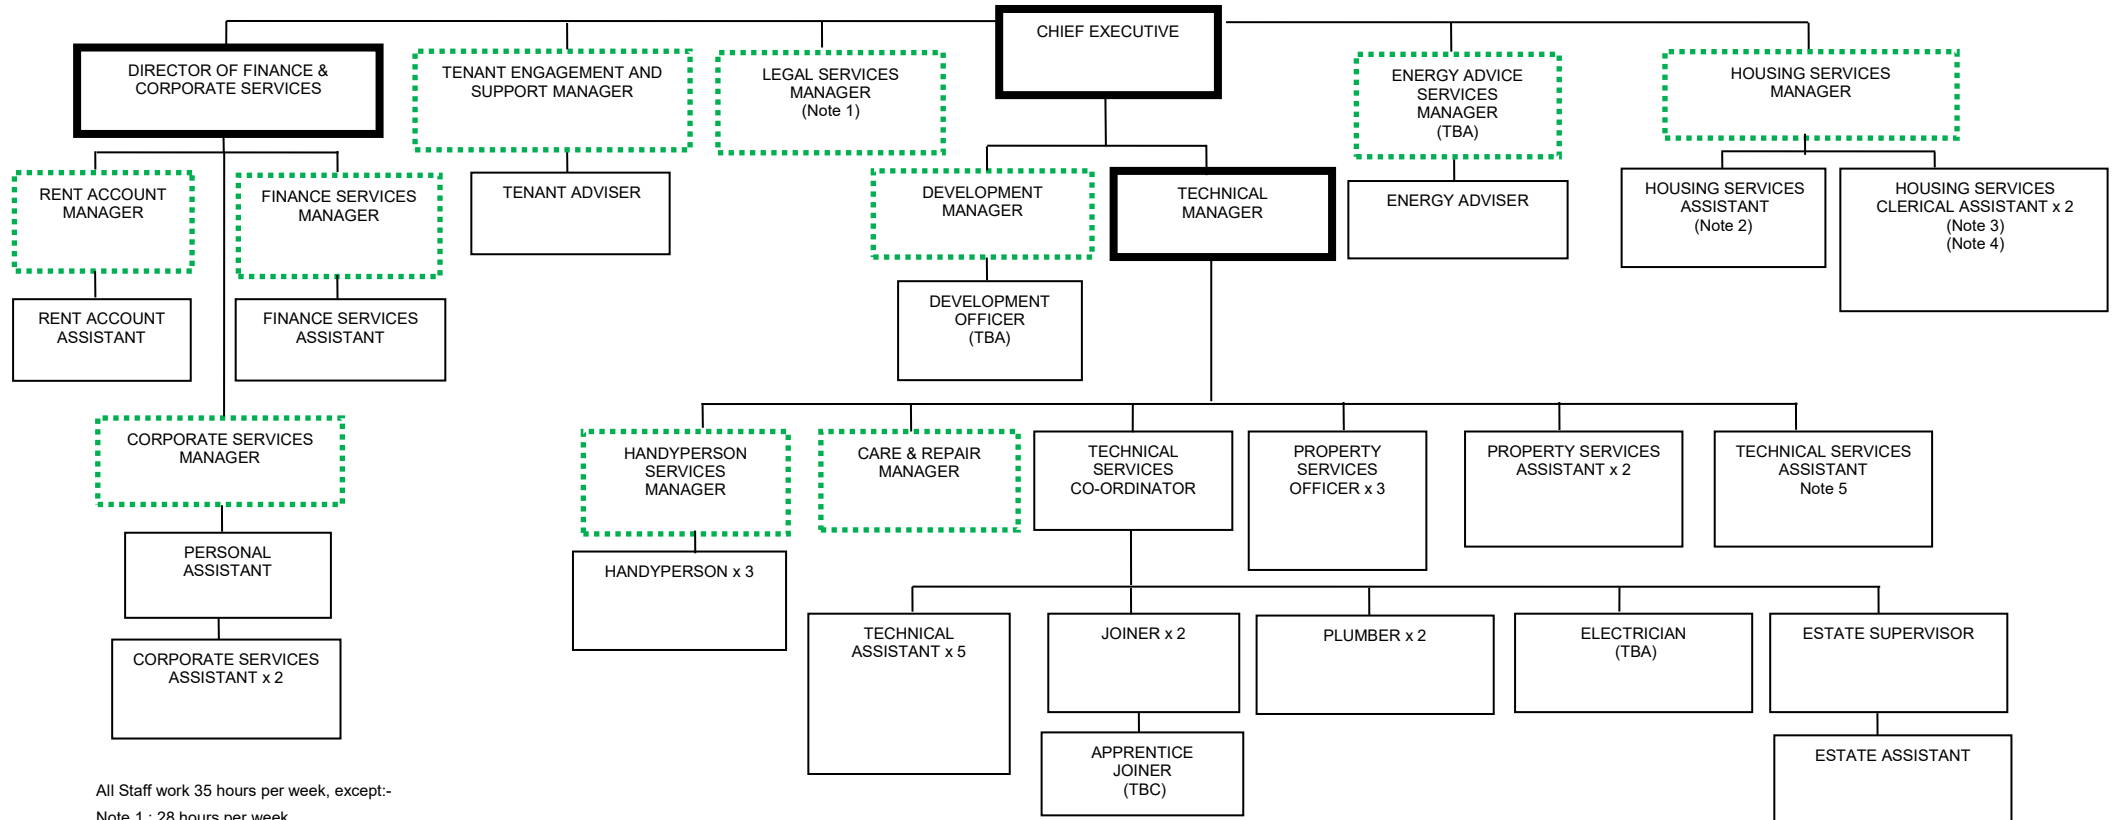 CHIEF EXECUTIVE
DIRECTOR OF FINANCE &
CORPORATE SERVICES
TENANT ENGAGEMENT AND
SUPPORT MANAGER
LEGAL SERVICES
MANAGER
(Note 1)
ENERGY ADVICE
SERVICES
MANAGER
(TBA)
HOUSING SERVICES
MANAGER
RENT ACCOUNT
MANAGER
FINANCE SERVICES
MANAGER
TENANT ADVISER
DEVELOPMENT
MANAGER
TECHNICAL
MANAGER
ENERGY ADVISER
HOUSING SERVICES
ASSISTANT
(Note 2)
HOUSING SERVICES
CLERICAL ASSISTANT x 2
(Note 3)
(Note 4)
RENT ACCOUNT
ASSISTANT
FINANCE SERVICES
ASSISTANT
DEVELOPMENT
OFFICER
(TBA)
CORPORATE SERVICES
MANAGER
HANDYPERSON
SERVICES
MANAGER
CARE & REPAIR
MANAGER
TECHNICAL
SERVICES
CO-ORDINATOR
PROPERTY
SERVICES
OFFICER x 3
PROPERTY SERVICES
ASSISTANT x 2
TECHNICAL SERVICES
ASSISTANT
Note 5
PERSONAL
ASSISTANT
HANDYPERSON x 3
CORPORATE SERVICES
ASSISTANT x 2
TECHNICAL
ASSISTANT x 5
JOINER x 2
PLUMBER x 2
ELECTRICIAN
(TBA)
ESTATE SUPERVISOR
APPRENTICE
JOINER
(TBC)
ESTATE ASSISTANT
All Staff work 35 hours per week, except:-
Note 1 : 28 hours per week